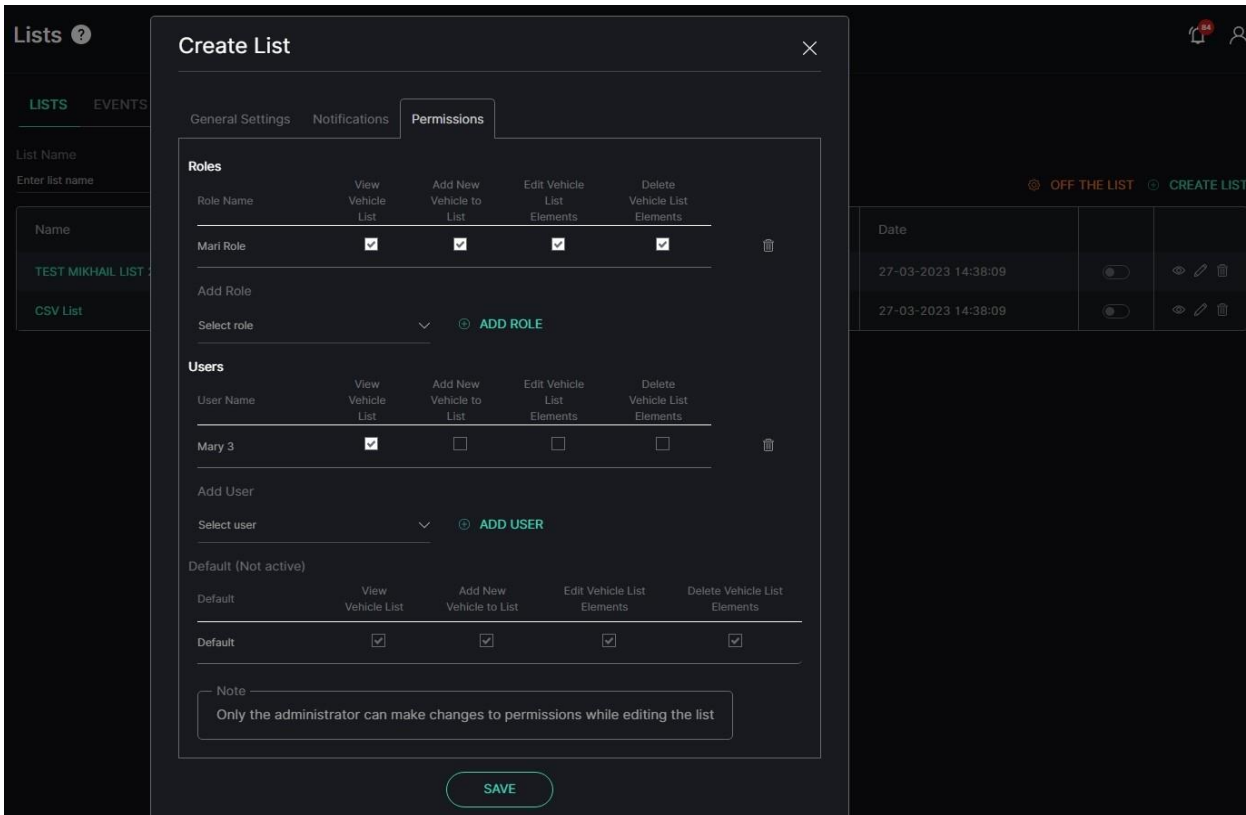 Lists ?
84
LISTS EVENTS
List Name
Enter list name
OFF THE LIST CREATE LIST
Name Date
TEST MIKHAIL LIST 27-03-2023 14:38:09
CSV List 27-03-2023 14:38:09
Create List
General Settings Notifications Permissions
Roles
Role Name View Vehicle List Add New Vehicle to List Edit Vehicle List Elements Delete Vehicle List Elements
Mari Role
Add Role
Select role ADD ROLE
Users
User Name View Vehicle List Add New Vehicle to List Edit Vehicle List Elements Delete Vehicle List Elements
Mary 3
Add User
Select user ADD USER
Default (Not active)
Default View Vehicle List Add New Vehicle to List Edit Vehicle List Elements Delete Vehicle List Elements
Default
Note
Only the administrator can make changes to permissions while editing the list
SAVE